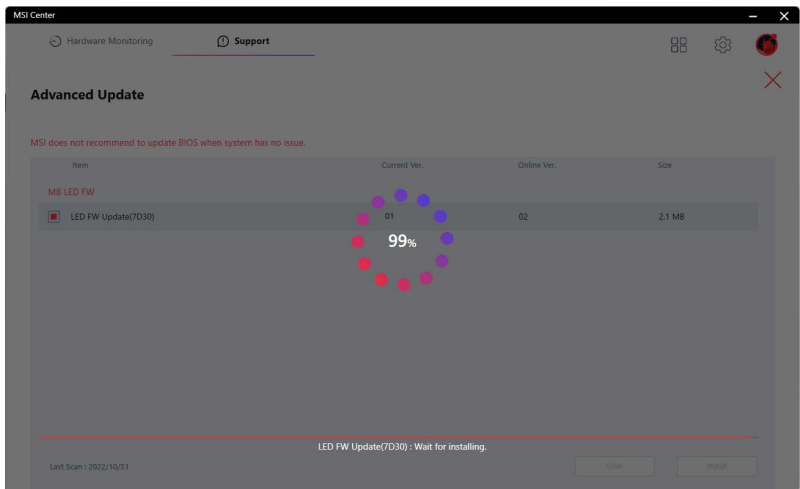 MSI Center
Hardware Monitoring Support
Advanced Update
MSI does not recommend to update BIOS when system has no issue.
Item Current Ver. Online Ver. Size
MB LED FW
LED FW Update(7D30) 01 02 2.1 MB
99%
LED FW Update(7D30) : Wait for installing.
Last Scan : 2022/10/31 Scan Install